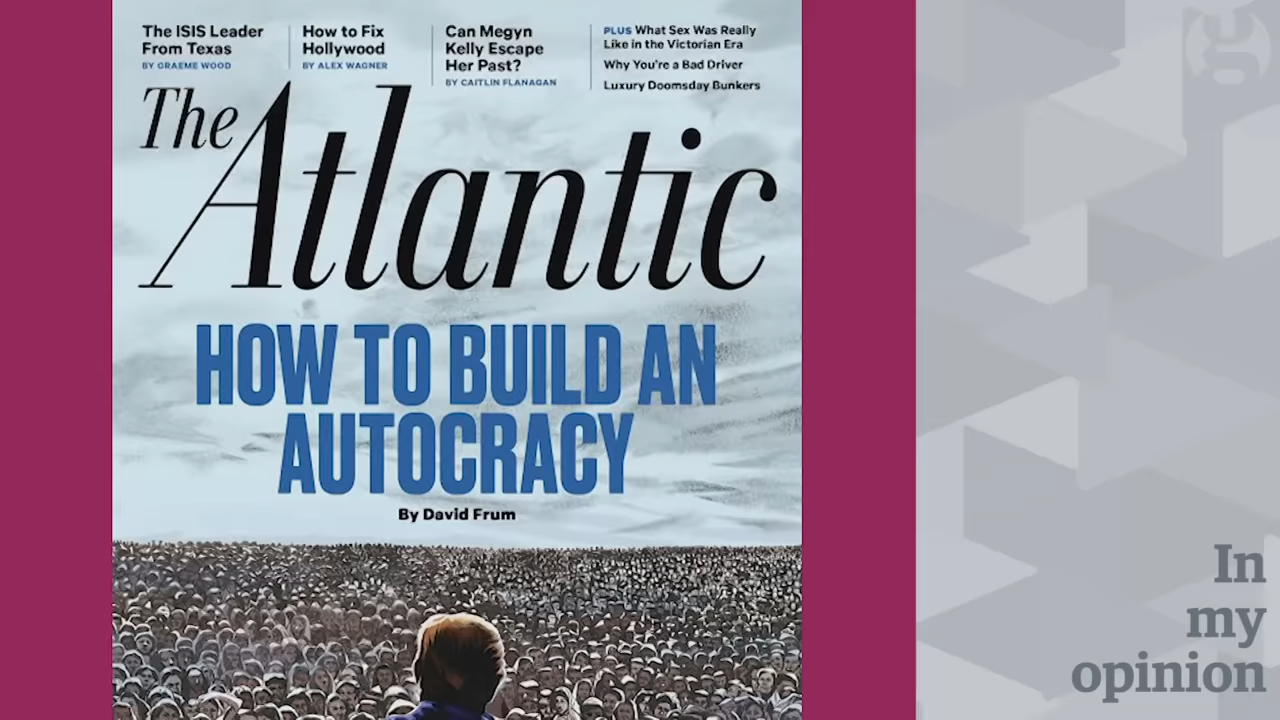 The ISIS Leader
From Texas
BY GRAEME WOOD
How to Fix
Hollywood
BY ALEX WAGNER
Can Megyn
Kelly Escape
Her Past?
BY CAITLIN FLANAGAN
PLUS What Sex Was Really
Like in the Victorian Era
Why You're a Bad Driver
Luxury Doomsday Bunkers
The
Atlantic
HOW TO BUILD AN
AUTOCRACY
By David Frum
g
In
my
opinion